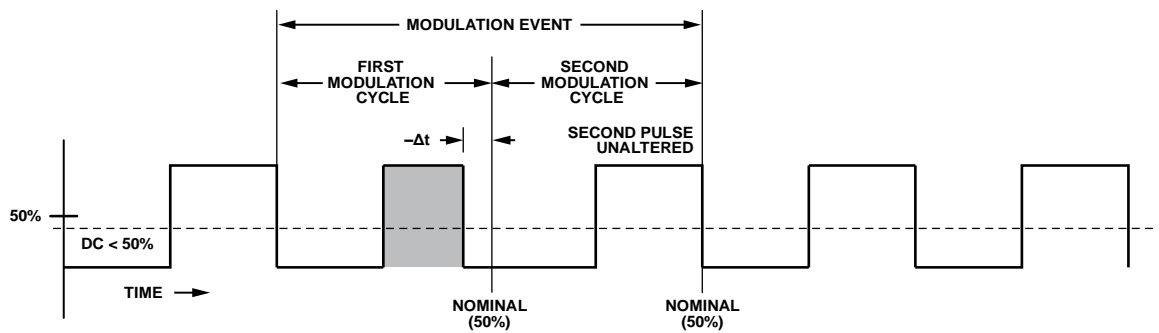 MODULATION EVENT
FIRST
MODULATION
CYCLE
SECOND
MODULATION
CYCLE
–Δt
SECOND PULSE
UNALTERED
50%
DC < 50%
TIME
NOMINAL
(50%)
NOMINAL
(50%)